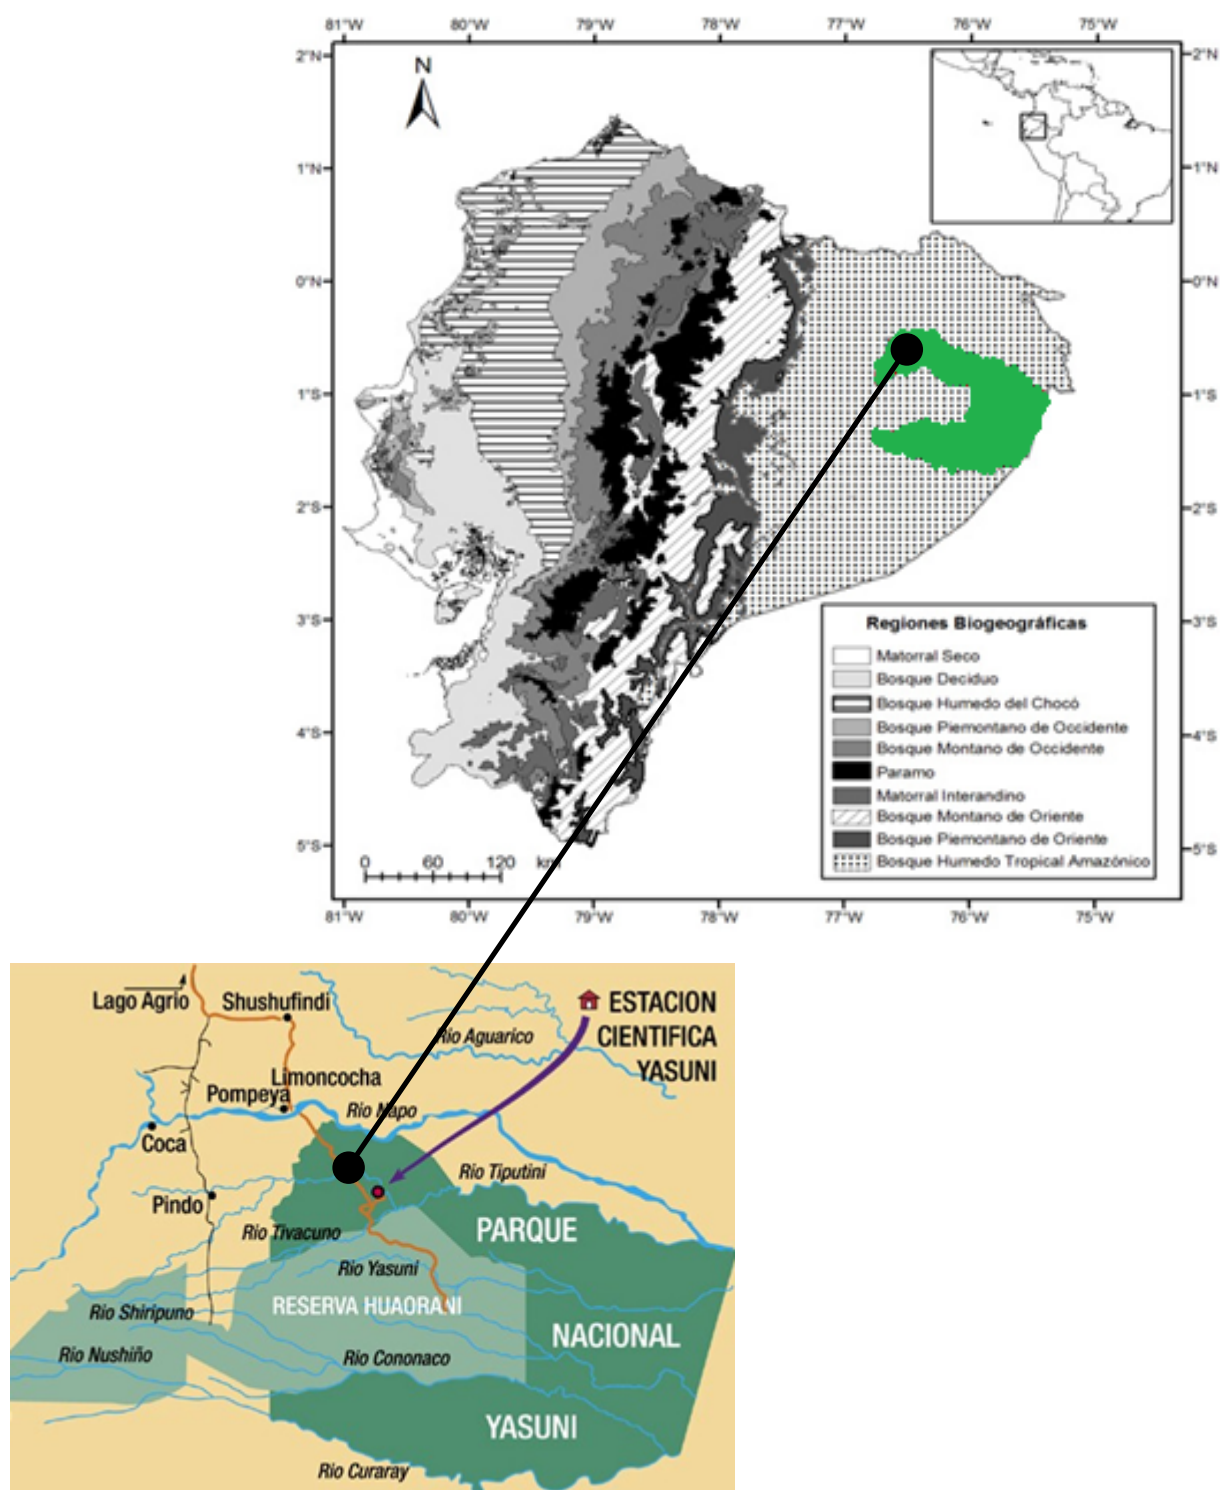 81°W 80°W 79°W 78°W 77°W 76°W 75°W
2°N 2°N
N
1°N 1°N
0°N 0°N
1°S 1°S
2°S 2°S
3°S 3°S
4°S 4°S
5°S 5°S
Regiones Biogeográficas
Matorral Seco
Bosque Deciduo
Bosque Humedo del Chocó
Bosque Piemontano de Occidente
Bosque Montano de Occidente
Paramo
Matorral Interandino
Bosque Montano de Oriente
Bosque Piemontano de Oriente
Bosque Humedo Tropical Amazónico
0 60 120 km
81°W 80°W 79°W 78°W 77°W 76°W 75°W
Lago Agrio
Shushufindi
ESTACION
CIENTIFICA
YASUNI
Rio Aguarico
Limoncocha
Pompeya
Rio Napo
Coca
Rio Tiputini
Pindo
Rio Tivacuno
PARQUE
Rio Yasuni
RESERVA HUAORANI
Rio Shiripuno
NACIONAL
Rio Nushiño
Rio Cononaco
YASUNI
Rio Curaray